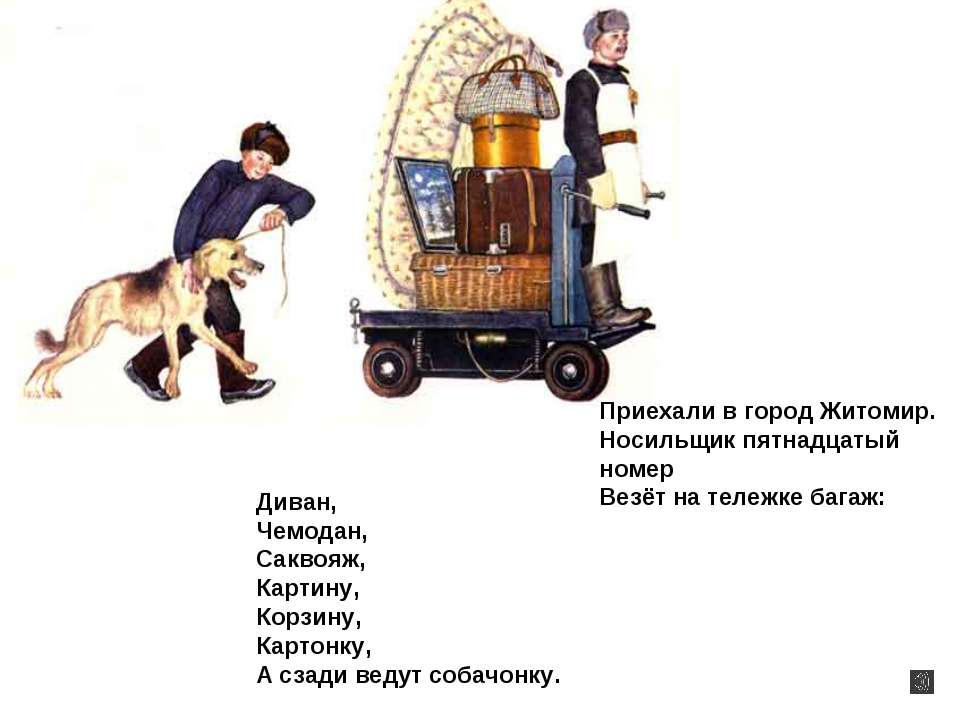 Приехали в город Житомир.
Носильщик пятнадцатый
номер
Везёт на тележке багаж:
Диван,
Чемодан,
Саквояж,
Картину,
Корзину,
Картонку,
А сзади ведут собачонку.